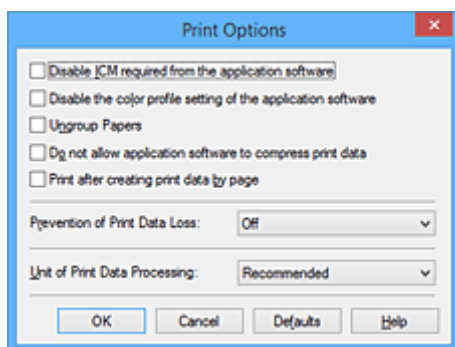 Print Options
Disable ICM required from the application software
Disable the color profile setting of the application software
Ungroup Papers
Do not allow application software to compress print data
Print after creating print data by page
Prevention of Print Data Loss: Off
Unit of Print Data Processing: Recommended
OK Cancel Defaults Help